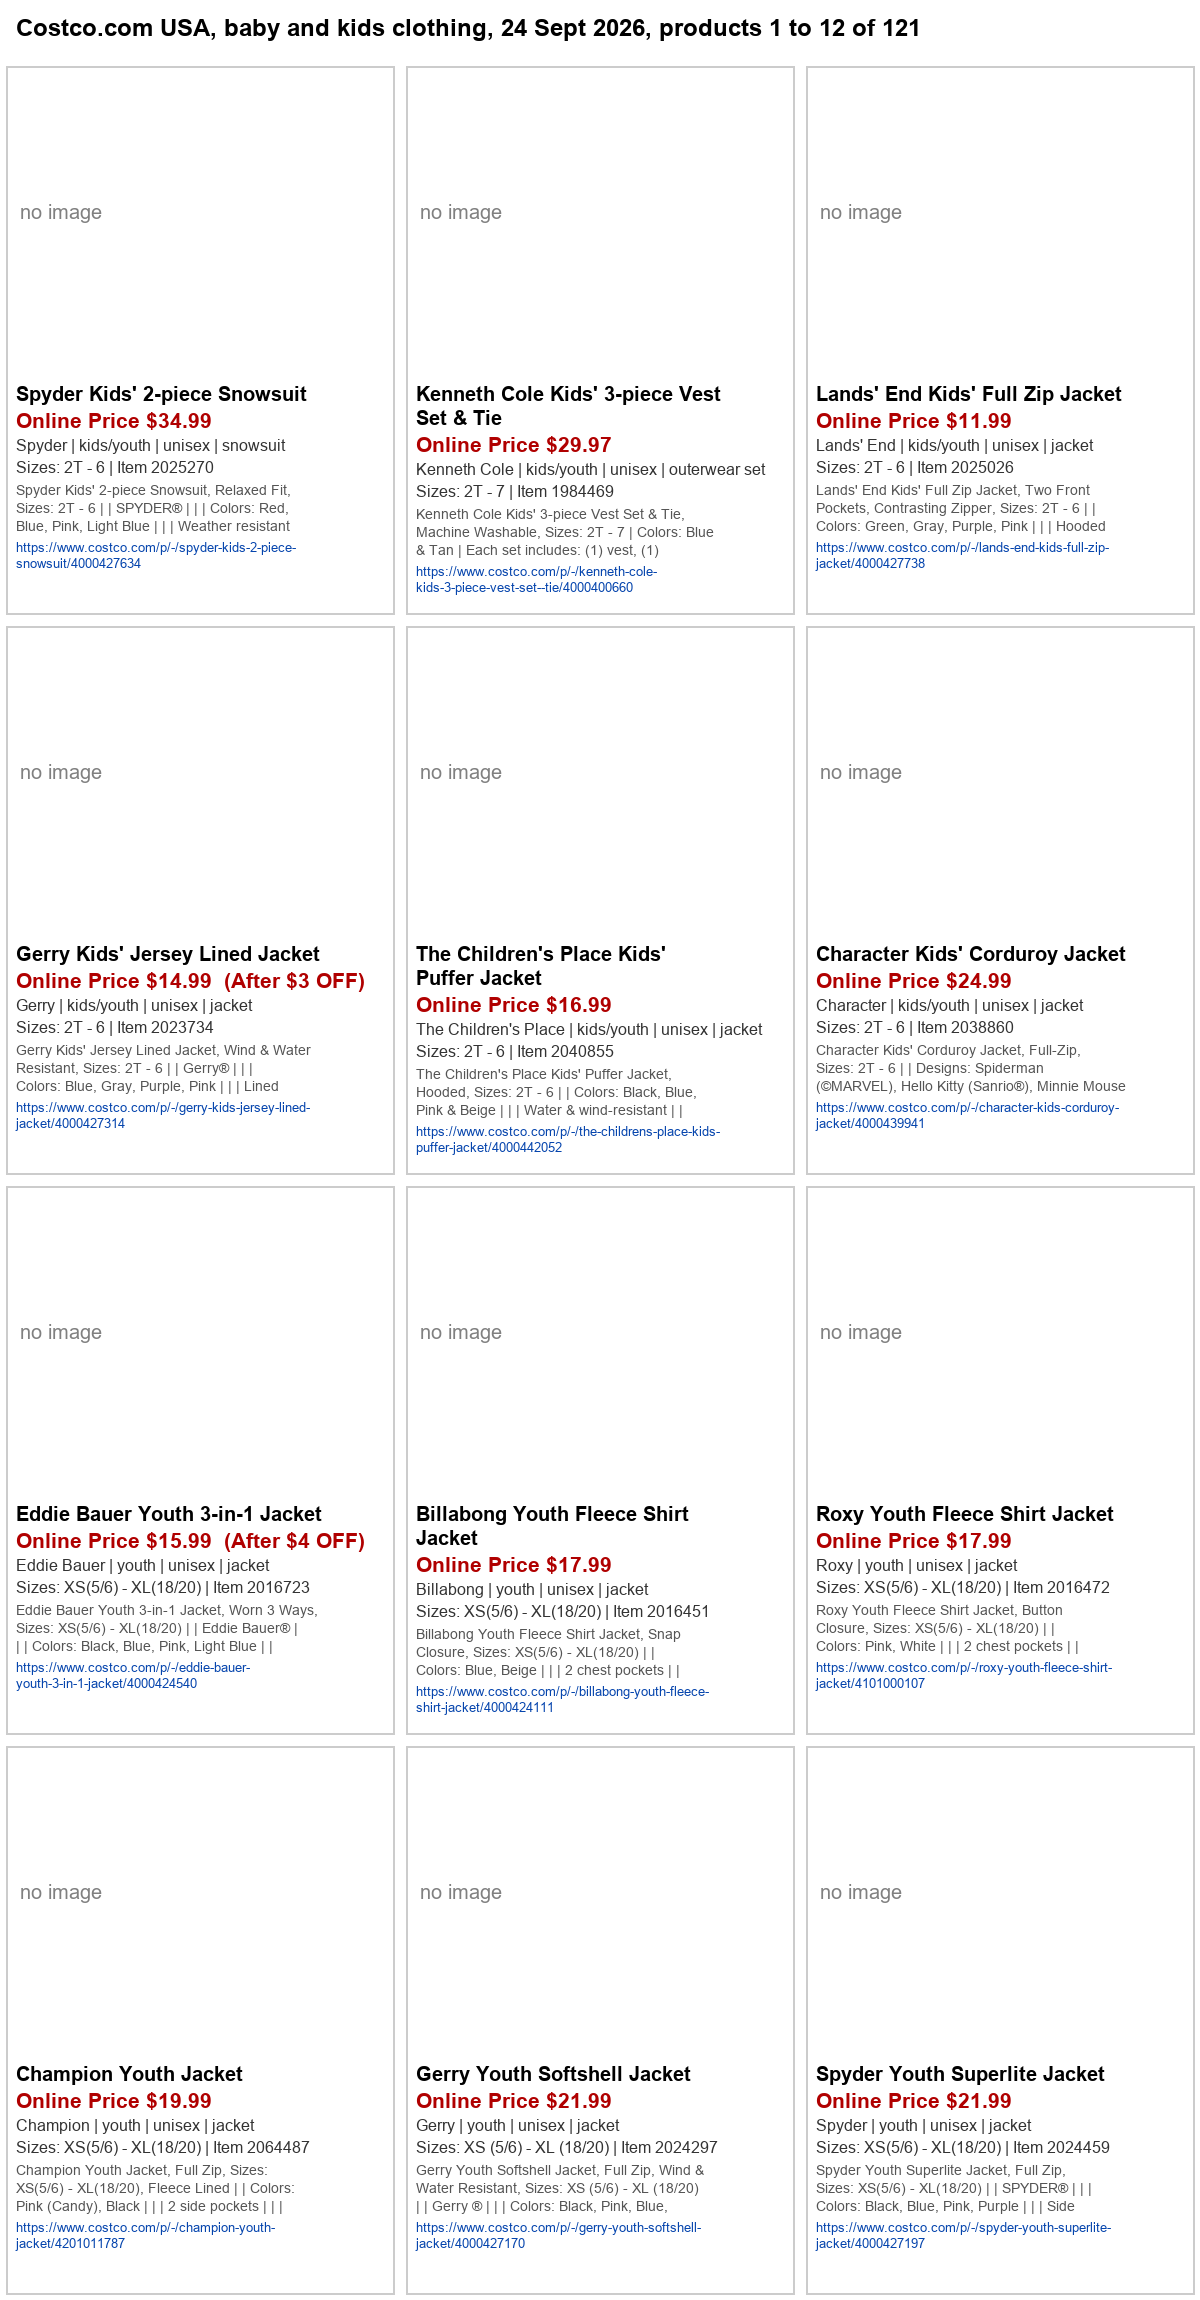 Costco.com USA, baby and kids clothing, 24 Sept 2026, products 1 to 12 of 121
no image
Spyder Kids' 2-piece Snowsuit
Online Price $34.99
Spyder | kids/youth | unisex | snowsuit
Sizes: 2T - 6 | Item 2025270
Spyder Kids' 2-piece Snowsuit, Relaxed Fit,
Sizes: 2T - 6 | | SPYDER® | | | Colors: Red,
Blue, Pink, Light Blue | | | Weather resistant
https://www.costco.com/p/-/spyder-kids-2-piece-
snowsuit/4000427634
no image
Kenneth Cole Kids' 3-piece Vest
Set & Tie
Online Price $29.97
Kenneth Cole | kids/youth | unisex | outerwear set
Sizes: 2T - 7 | Item 1984469
Kenneth Cole Kids' 3-piece Vest Set & Tie,
Machine Washable, Sizes: 2T - 7 | Colors: Blue
& Tan | Each set includes: (1) vest, (1)
https://www.costco.com/p/-/kenneth-cole-
kids-3-piece-vest-set--tie/4000400660
no image
Lands' End Kids' Full Zip Jacket
Online Price $11.99
Lands' End | kids/youth | unisex | jacket
Sizes: 2T - 6 | Item 2025026
Lands' End Kids' Full Zip Jacket, Two Front
Pockets, Contrasting Zipper, Sizes: 2T - 6 | |
Colors: Green, Gray, Purple, Pink | | | Hooded
https://www.costco.com/p/-/lands-end-kids-full-zip-
jacket/4000427738
no image
Gerry Kids' Jersey Lined Jacket
Online Price $14.99  (After $3 OFF)
Gerry | kids/youth | unisex | jacket
Sizes: 2T - 6 | Item 2023734
Gerry Kids' Jersey Lined Jacket, Wind & Water
Resistant, Sizes: 2T - 6 | | Gerry® | | |
Colors: Blue, Gray, Purple, Pink | | | Lined
https://www.costco.com/p/-/gerry-kids-jersey-lined-
jacket/4000427314
no image
The Children's Place Kids'
Puffer Jacket
Online Price $16.99
The Children's Place | kids/youth | unisex | jacket
Sizes: 2T - 6 | Item 2040855
The Children's Place Kids' Puffer Jacket,
Hooded, Sizes: 2T - 6 | | Colors: Black, Blue,
Pink & Beige | | | Water & wind-resistant | |
https://www.costco.com/p/-/the-childrens-place-kids-
puffer-jacket/4000442052
no image
Character Kids' Corduroy Jacket
Online Price $24.99
Character | kids/youth | unisex | jacket
Sizes: 2T - 6 | Item 2038860
Character Kids' Corduroy Jacket, Full-Zip,
Sizes: 2T - 6 | | Designs: Spiderman
(©MARVEL), Hello Kitty (Sanrio®), Minnie Mouse
https://www.costco.com/p/-/character-kids-corduroy-
jacket/4000439941
no image
Eddie Bauer Youth 3-in-1 Jacket
Online Price $15.99  (After $4 OFF)
Eddie Bauer | youth | unisex | jacket
Sizes: XS(5/6) - XL(18/20) | Item 2016723
Eddie Bauer Youth 3-in-1 Jacket, Worn 3 Ways,
Sizes: XS(5/6) - XL(18/20) | | Eddie Bauer® |
| | Colors: Black, Blue, Pink, Light Blue | |
https://www.costco.com/p/-/eddie-bauer-
youth-3-in-1-jacket/4000424540
no image
Billabong Youth Fleece Shirt
Jacket
Online Price $17.99
Billabong | youth | unisex | jacket
Sizes: XS(5/6) - XL(18/20) | Item 2016451
Billabong Youth Fleece Shirt Jacket, Snap
Closure, Sizes: XS(5/6) - XL(18/20) | |
Colors: Blue, Beige | | | 2 chest pockets | |
https://www.costco.com/p/-/billabong-youth-fleece-
shirt-jacket/4000424111
no image
Roxy Youth Fleece Shirt Jacket
Online Price $17.99
Roxy | youth | unisex | jacket
Sizes: XS(5/6) - XL(18/20) | Item 2016472
Roxy Youth Fleece Shirt Jacket, Button
Closure, Sizes: XS(5/6) - XL(18/20) | |
Colors: Pink, White | | | 2 chest pockets | |
https://www.costco.com/p/-/roxy-youth-fleece-shirt-
jacket/4101000107
no image
Champion Youth Jacket
Online Price $19.99
Champion | youth | unisex | jacket
Sizes: XS(5/6) - XL(18/20) | Item 2064487
Champion Youth Jacket, Full Zip, Sizes:
XS(5/6) - XL(18/20), Fleece Lined | | Colors:
Pink (Candy), Black | | | 2 side pockets | | |
https://www.costco.com/p/-/champion-youth-
jacket/4201011787
no image
Gerry Youth Softshell Jacket
Online Price $21.99
Gerry | youth | unisex | jacket
Sizes: XS (5/6) - XL (18/20) | Item 2024297
Gerry Youth Softshell Jacket, Full Zip, Wind &
Water Resistant, Sizes: XS (5/6) - XL (18/20)
| | Gerry ® | | | Colors: Black, Pink, Blue,
https://www.costco.com/p/-/gerry-youth-softshell-
jacket/4000427170
no image
Spyder Youth Superlite Jacket
Online Price $21.99
Spyder | youth | unisex | jacket
Sizes: XS(5/6) - XL(18/20) | Item 2024459
Spyder Youth Superlite Jacket, Full Zip,
Sizes: XS(5/6) - XL(18/20) | | SPYDER® | | |
Colors: Black, Blue, Pink, Purple | | | Side
https://www.costco.com/p/-/spyder-youth-superlite-
jacket/4000427197